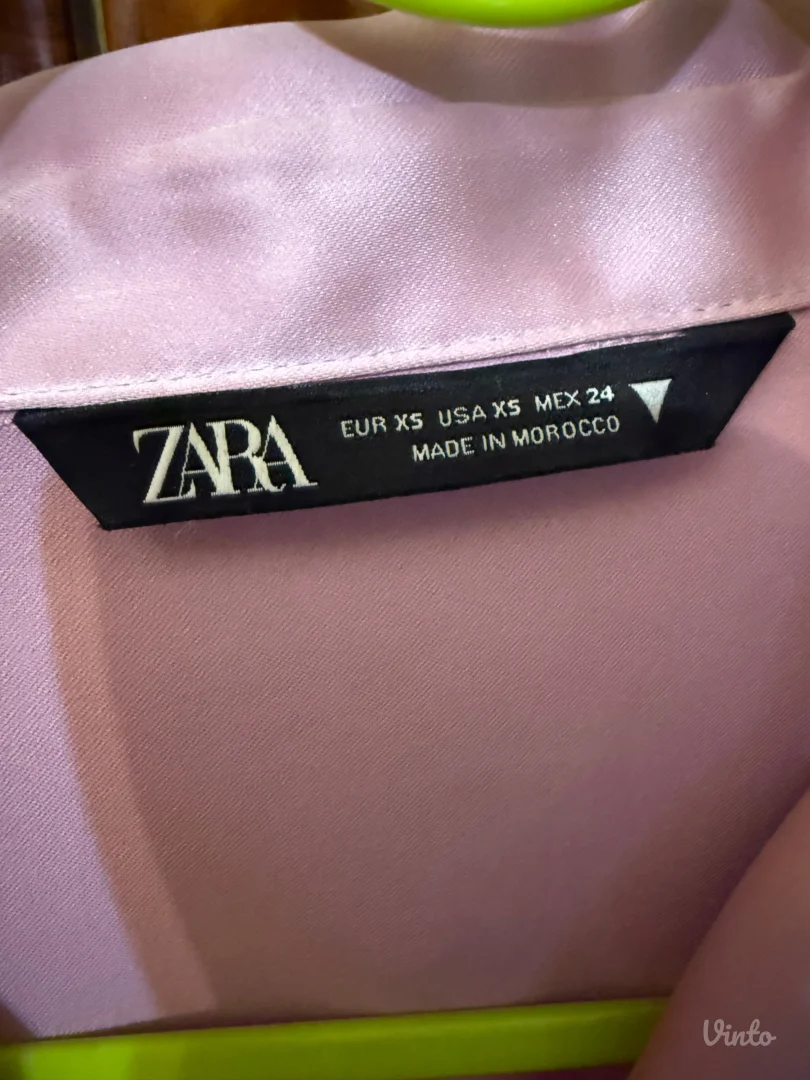 ZARA
EUR XS USA XS MEX 24
MADE IN MOROCCO
Vinto